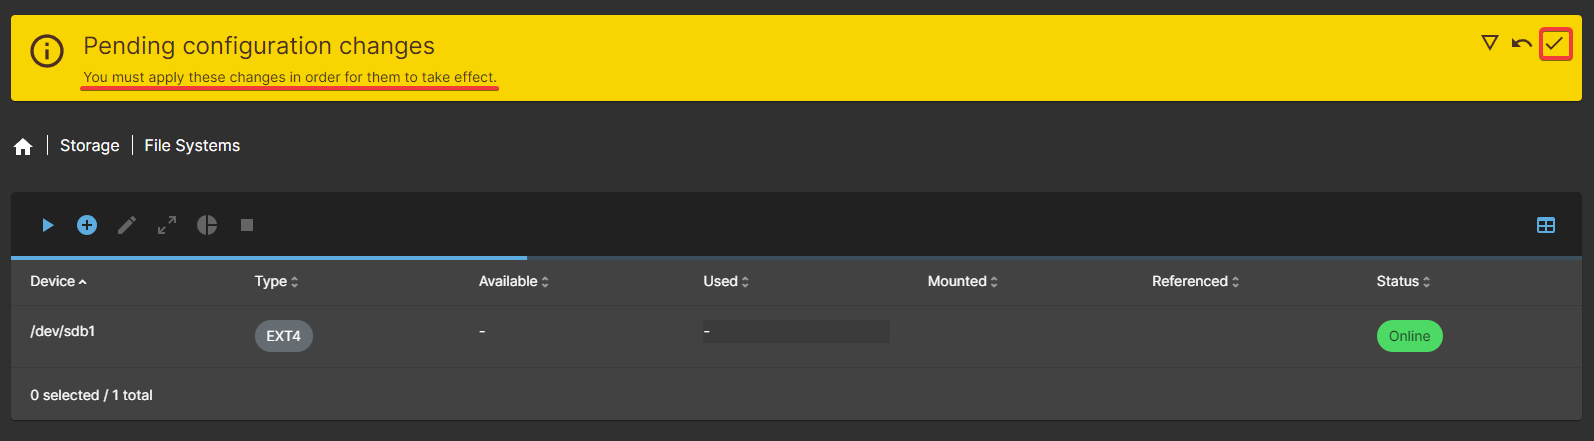 Pending configuration changes
You must apply these changes in order for them to take effect.
Storage | File Systems
Device Type Available Used Mounted Referenced Status
/dev/sdb1 EXT4 - - Online
0 selected / 1 total